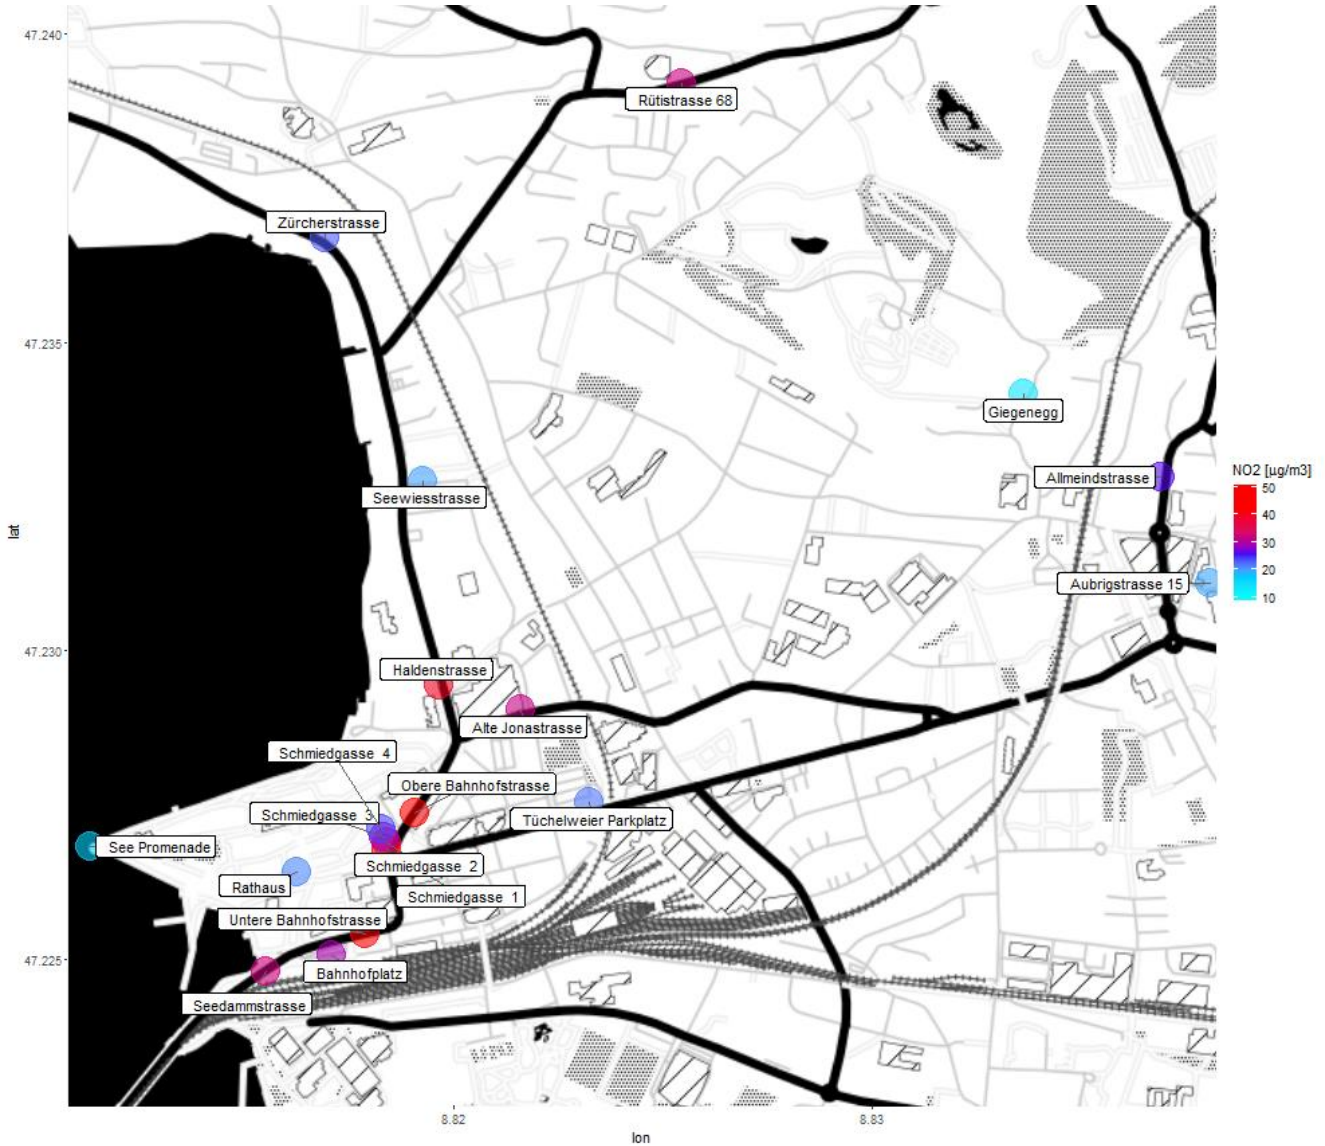 47.240
Rütistrasse 68
Zürcherstrasse
47.235
Giegenegg
Allmeindstrasse
NO2 [µg/m3]
50
40
30
20
10
Seewiesstrasse
lat
Aubrigstrasse 15
47.230
Haldenstrasse
Alte Jonastrasse
Schmiedgasse 4
Obere Bahnhofstrasse
Schmiedgasse 3
Tüchelweier Parkplatz
See Promenade
Schmiedgasse 2
Rathaus
Schmiedgasse 1
Untere Bahnhofstrasse
47.225
Bahnhofplatz
Seedammstrasse
8.82
8.83
lon